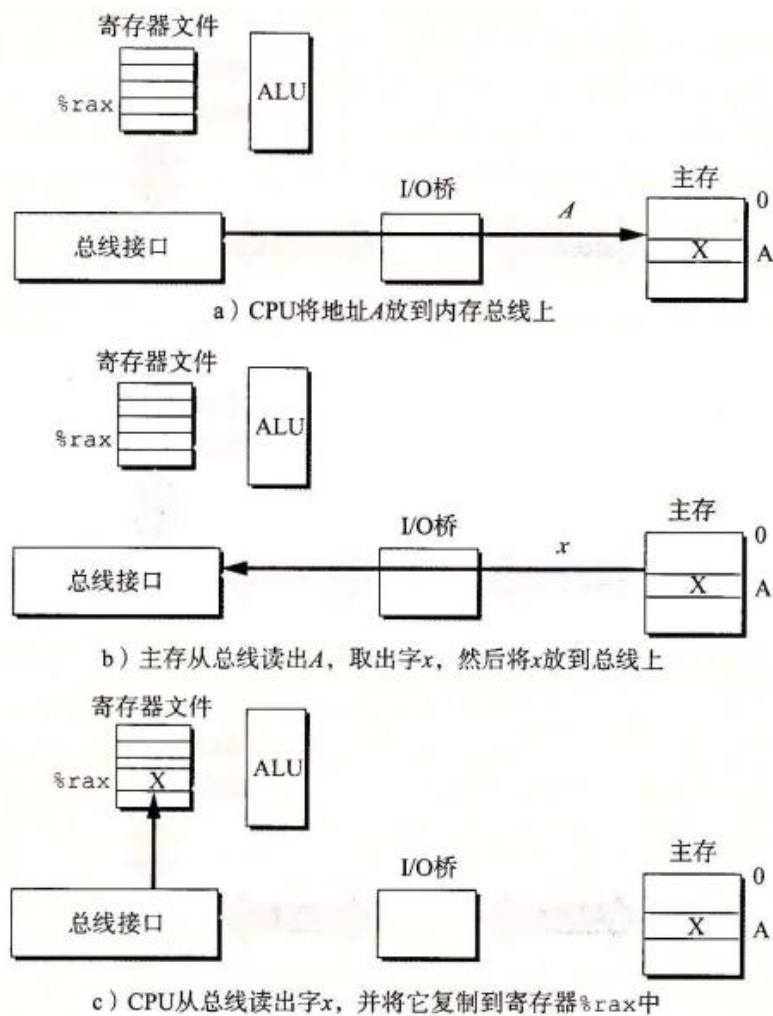 寄存器文件
%rax
ALU
I/O桥
主存
0
A
总线接口
X
A
a）CPU将地址A放到内存总线上
寄存器文件
%rax
ALU
I/O桥
主存
0
x
总线接口
X
A
b）主存从总线读出A，取出字x，然后将x放到总线上
寄存器文件
%rax
X
ALU
I/O桥
主存
0
总线接口
X
A
c）CPU从总线读出字x，并将它复制到寄存器%rax中